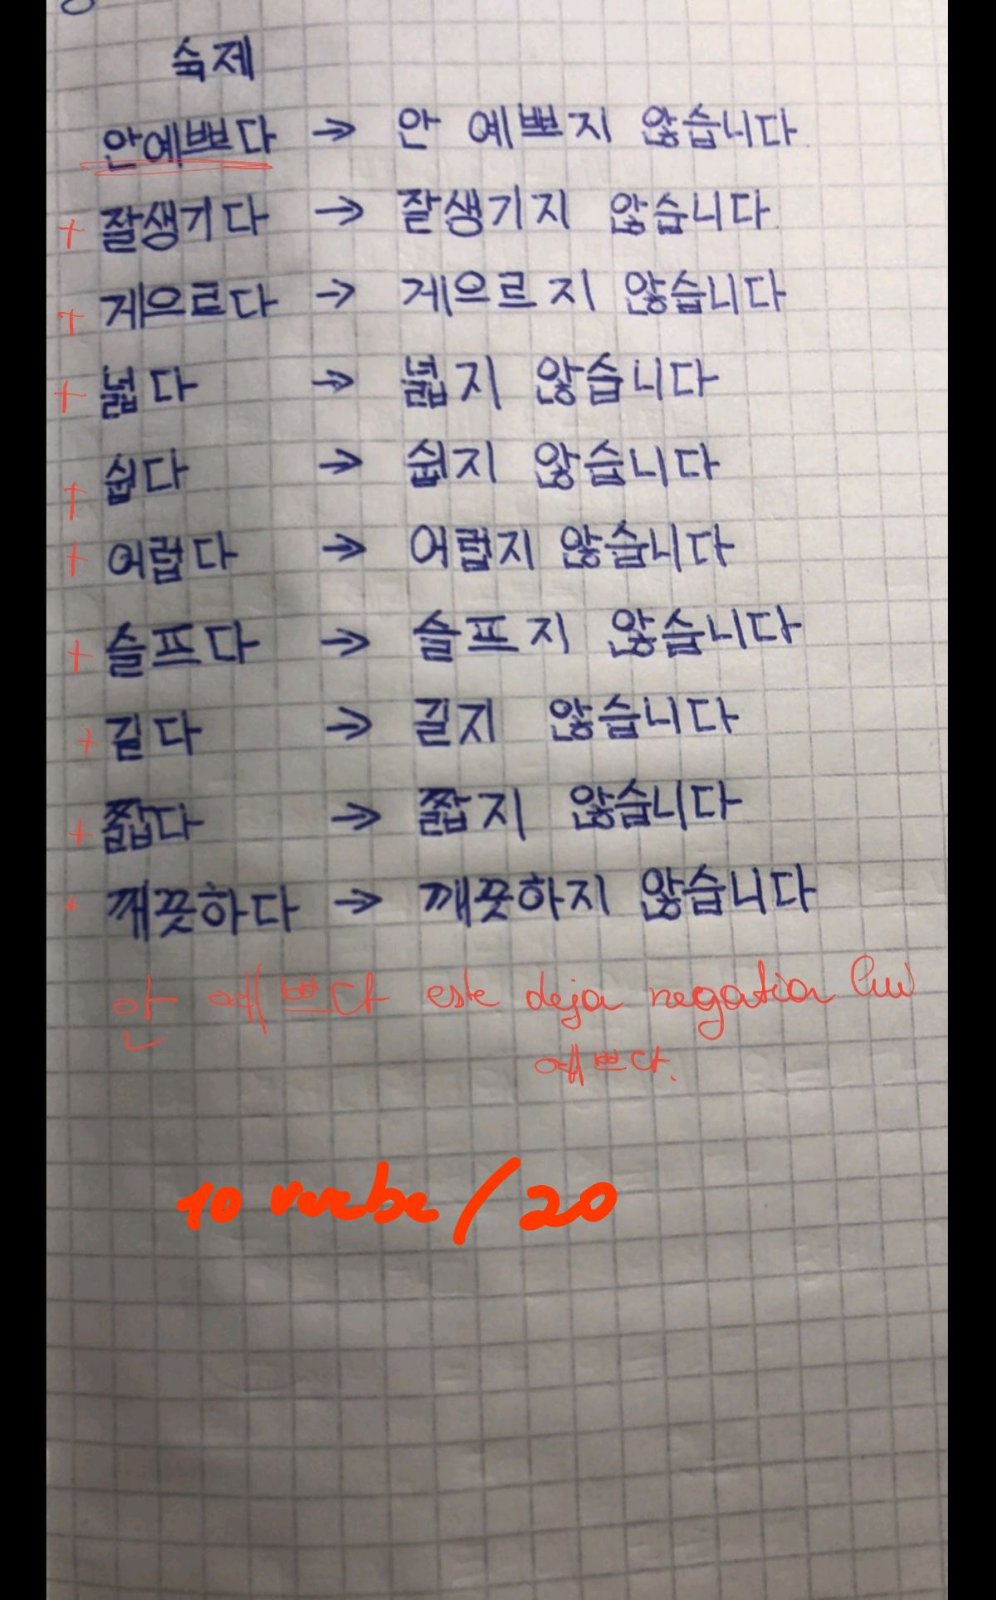 숙제
안예쁘다 → 안 예쁘지 않습니다
+ 잘생기다 → 잘생기지 않습니다
+ 게으르다 → 게으르지 않습니다
+ 넓다 → 넓지 않습니다
+ 쉽다 → 쉽지 않습니다
+ 어렵다 → 어렵지 않습니다
+ 슬프다 → 슬프지 않습니다
+ 길다 → 길지 않습니다
+ 짧다 → 짧지 않습니다
깨끗하다 → 깨끗하지 않습니다
안 예쁘다 este deja negatia lui
예쁘다.
10 verbe/20